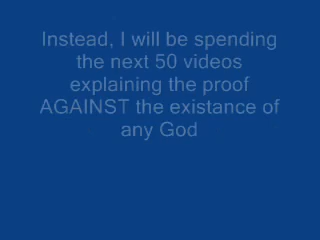 Instead, I will be spending
the next 50 videos
explaining the proof
AGAINST the existance of
any God